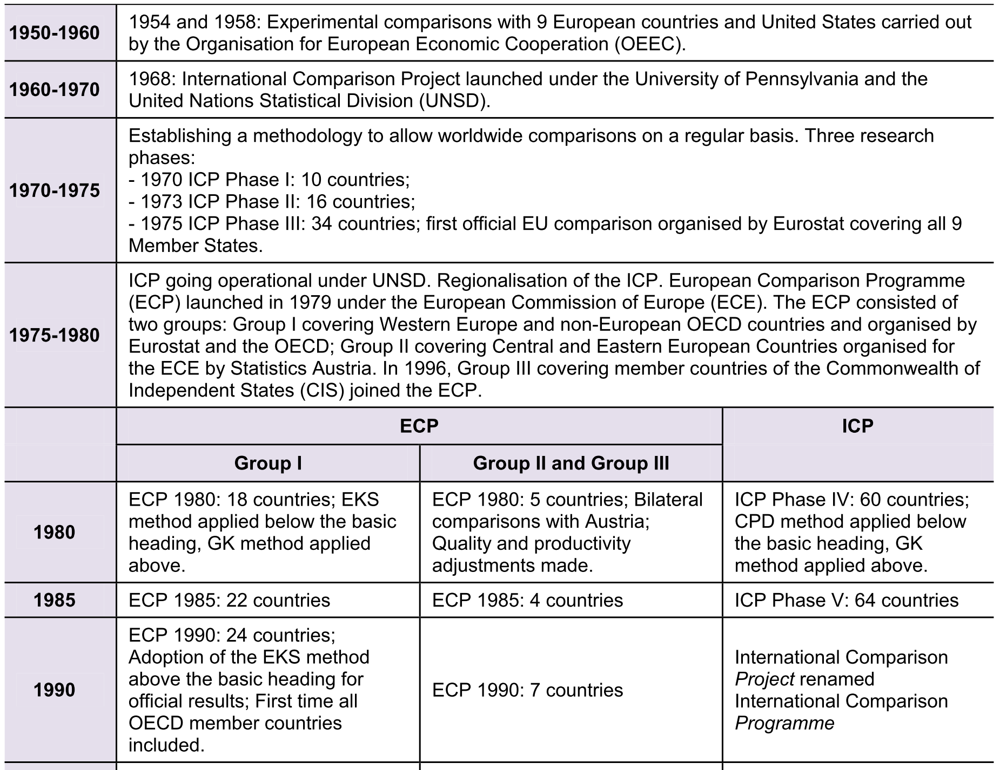 1950-1960
1954 and 1958: Experimental comparisons with 9 European countries and United States carried out
by the Organisation for European Economic Cooperation (OEEC).
1960-1970
1968: International Comparison Project launched under the University of Pennsylvania and the
United Nations Statistical Division (UNSD).
1970-1975
Establishing a methodology to allow worldwide comparisons on a regular basis. Three research
phases:
- 1970 ICP Phase I: 10 countries;
- 1973 ICP Phase II: 16 countries;
- 1975 ICP Phase III: 34 countries; first official EU comparison organised by Eurostat covering all 9
Member States.
1975-1980
ICP going operational under UNSD. Regionalisation of the ICP. European Comparison Programme
(ECP) launched in 1979 under the European Commission of Europe (ECE). The ECP consisted of
two groups: Group I covering Western Europe and non-European OECD countries and organised by
Eurostat and the OECD; Group II covering Central and Eastern European Countries organised for
the ECE by Statistics Austria. In 1996, Group III covering member countries of the Commonwealth of
Independent States (CIS) joined the ECP.
ECP
ICP
Group I
Group II and Group III
1980
ECP 1980: 18 countries; EKS
method applied below the basic
heading, GK method applied
above.
ECP 1980: 5 countries; Bilateral
comparisons with Austria;
Quality and productivity
adjustments made.
ICP Phase IV: 60 countries;
CPD method applied below
the basic heading, GK
method applied above.
1985
ECP 1985: 22 countries
ECP 1985: 4 countries
ICP Phase V: 64 countries
1990
ECP 1990: 24 countries;
Adoption of the EKS method
above the basic heading for
official results; First time all
OECD member countries
included.
ECP 1990: 7 countries
International Comparison
Project renamed
International Comparison
Programme